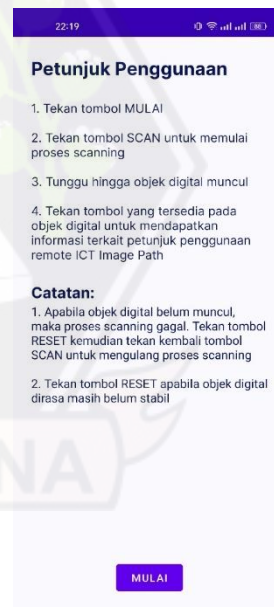 22:19
86
Petunjuk Penggunaan
1. Tekan tombol MULAI
2. Tekan tombol SCAN untuk memulai
proses scanning
3. Tunggu hingga objek digital muncul
4. Tekan tombol yang tersedia pada
objek digital untuk mendapatkan
informasi terkait petunjuk penggunaan
remote ICT Image Path
Catatan:
1. Apabila objek digital belum muncul,
maka proses scanning gagal. Tekan tombol
RESET kemudian tekan kembali tombol
SCAN untuk mengulang proses scanning
2. Tekan tombol RESET apabila objek digital
dirasa masih belum stabil
NA
MULAI